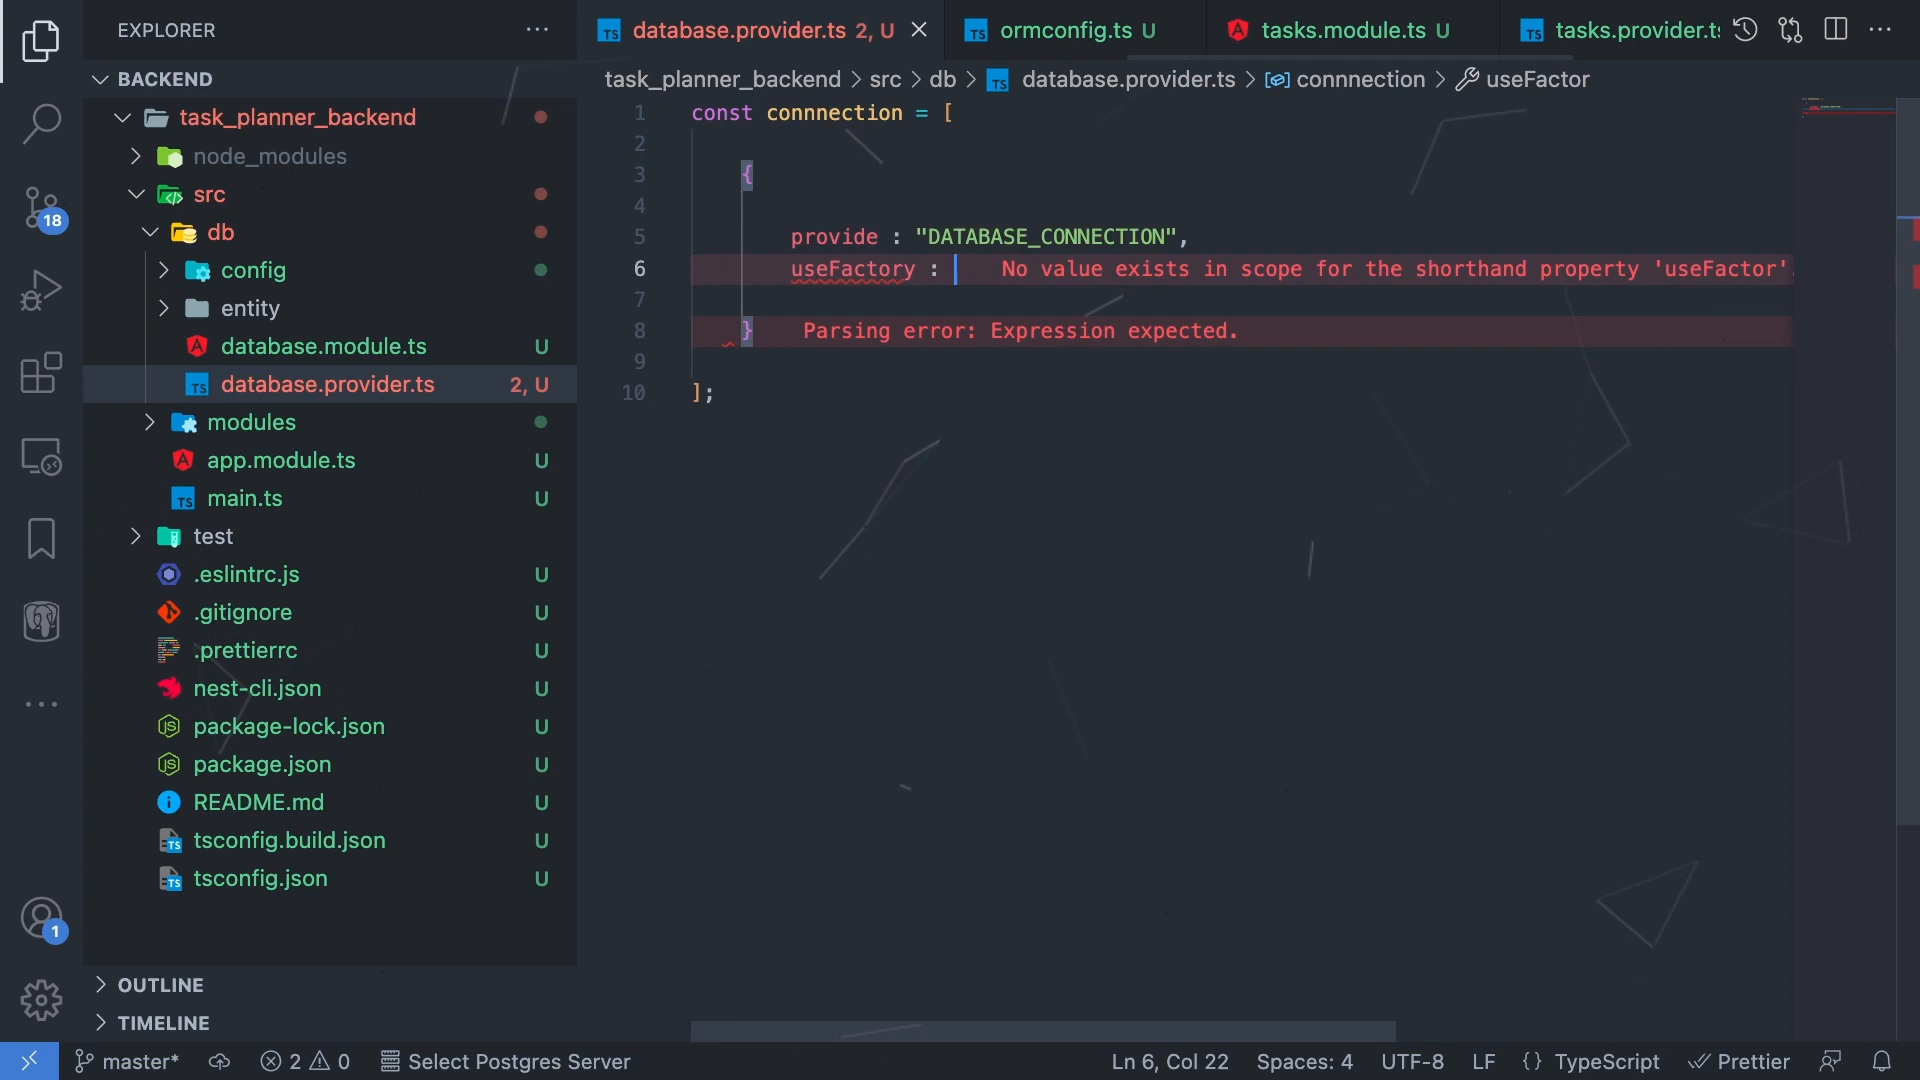 EXPLORER
database.provider.ts 2, U
ormconfig.ts U
tasks.module.ts U
tasks.provider.ts
BACKEND
task_planner_backend > src > db > TS database.provider.ts > connnection > useFactor
task_planner_backend
node_modules
src
db
config
entity
database.module.ts U
database.provider.ts 2, U
modules
app.module.ts U
main.ts U
test
.eslintrc.js U
.gitignore U
.prettierrc U
nest-cli.json U
package-lock.json U
package.json U
README.md U
tsconfig.build.json U
tsconfig.json U
OUTLINE
TIMELINE
18
1
1 const connnection = [
2
3 {
4
5 provide : "DATABASE_CONNECTION",
6 useFactory : No value exists in scope for the shorthand property 'useFactor'.
7
8 } Parsing error: Expression expected.
9
10 ];
master* 2 0 Select Postgres Server Ln 6, Col 22 Spaces: 4 UTF-8 LF {} TypeScript Prettier